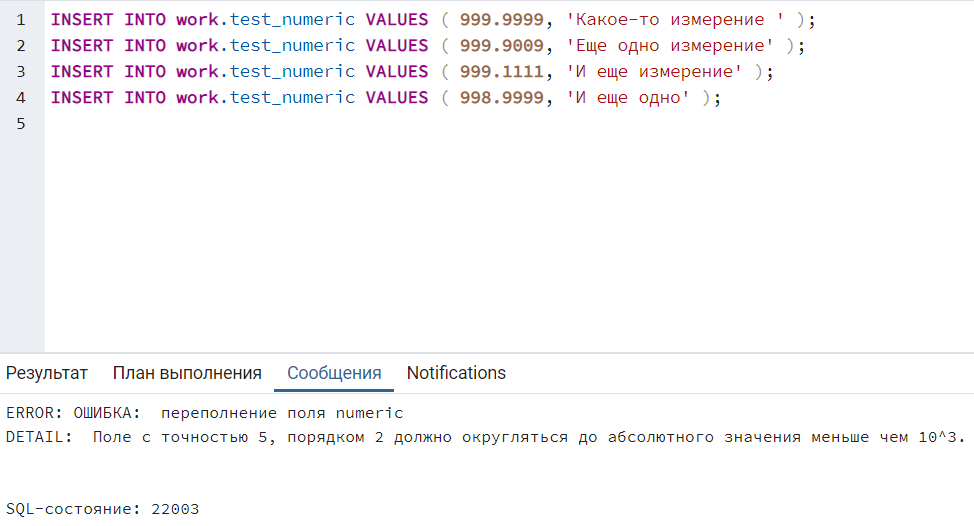 1 INSERT INTO work.test_numeric VALUES ( 999.9999, 'Какое-то измерение ' );
2 INSERT INTO work.test_numeric VALUES ( 999.9009, 'Еще одно измерение' );
3 INSERT INTO work.test_numeric VALUES ( 999.1111, 'И еще измерение' );
4 INSERT INTO work.test_numeric VALUES ( 998.9999, 'И еще одно' );
5
Результат План выполнения Сообщения Notifications
ERROR: ОШИБКА:  переполнение поля numeric
DETAIL:  Поле с точностью 5, порядком 2 должно округляться до абсолютного значения меньше чем 10^3.
SQL-состояние: 22003